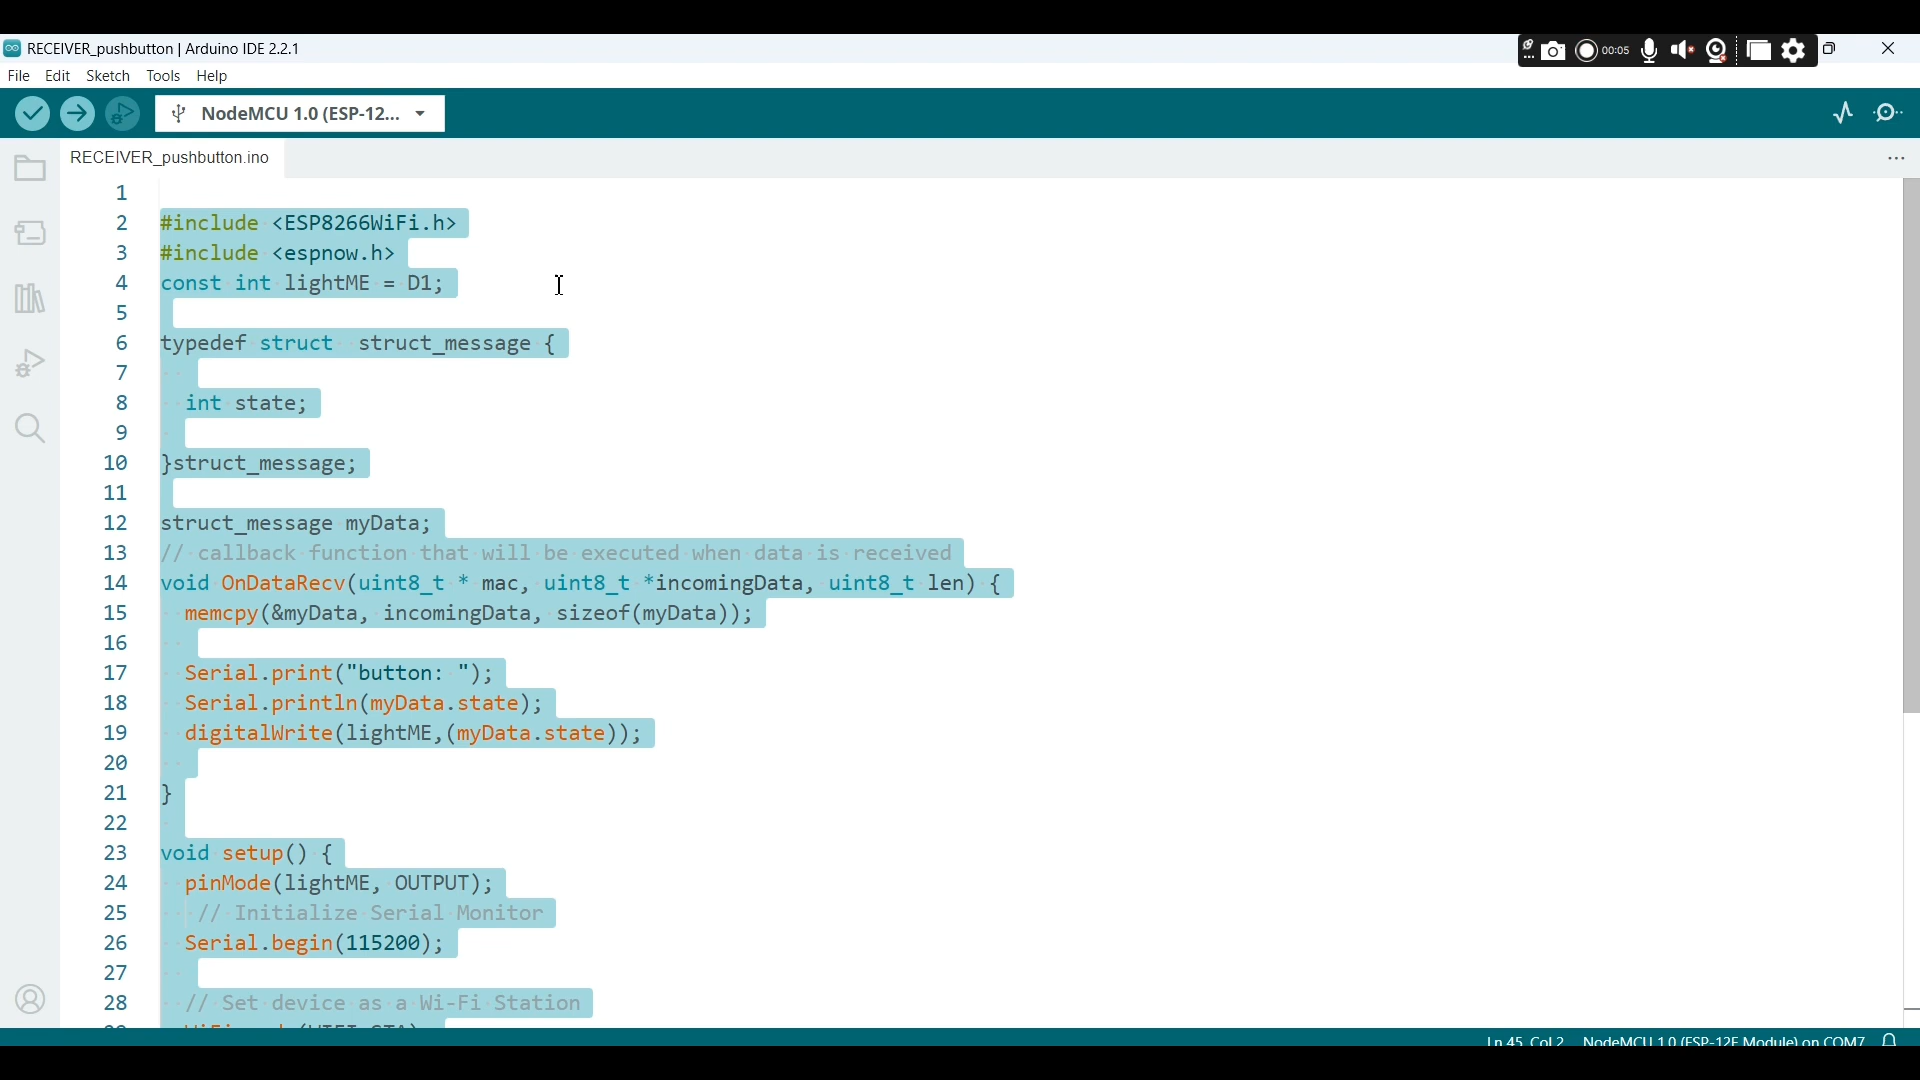 RECEIVER_pushbutton | Arduino IDE 2.2.1
00:05
File Edit Sketch Tools Help
NodeMCU 1.0 (ESP-12...
RECEIVER_pushbutton.ino
1
2 #include <ESP8266WiFi.h>
3 #include <espnow.h>
4 const int lightME = D1;
5
6 typedef struct  struct_message {
7
8   int state;
9
10 }struct_message;
11
12 struct_message myData;
13 // callback function that will be executed when data is received
14 void OnDataRecv(uint8_t * mac, uint8_t *incomingData, uint8_t len) {
15   memcpy(&myData, incomingData, sizeof(myData));
16
17   Serial.print("button: ");
18   Serial.println(myData.state);
19   digitalWrite(lightME,(myData.state));
20
21 }
22
23 void setup() {
24   pinMode(lightME, OUTPUT);
25    // Initialize Serial Monitor
26   Serial.begin(115200);
27
28   // Set device as a Wi-Fi Station
Ln 45, Col 2 NodeMCU 1.0 (ESP-12E Module) on COM7